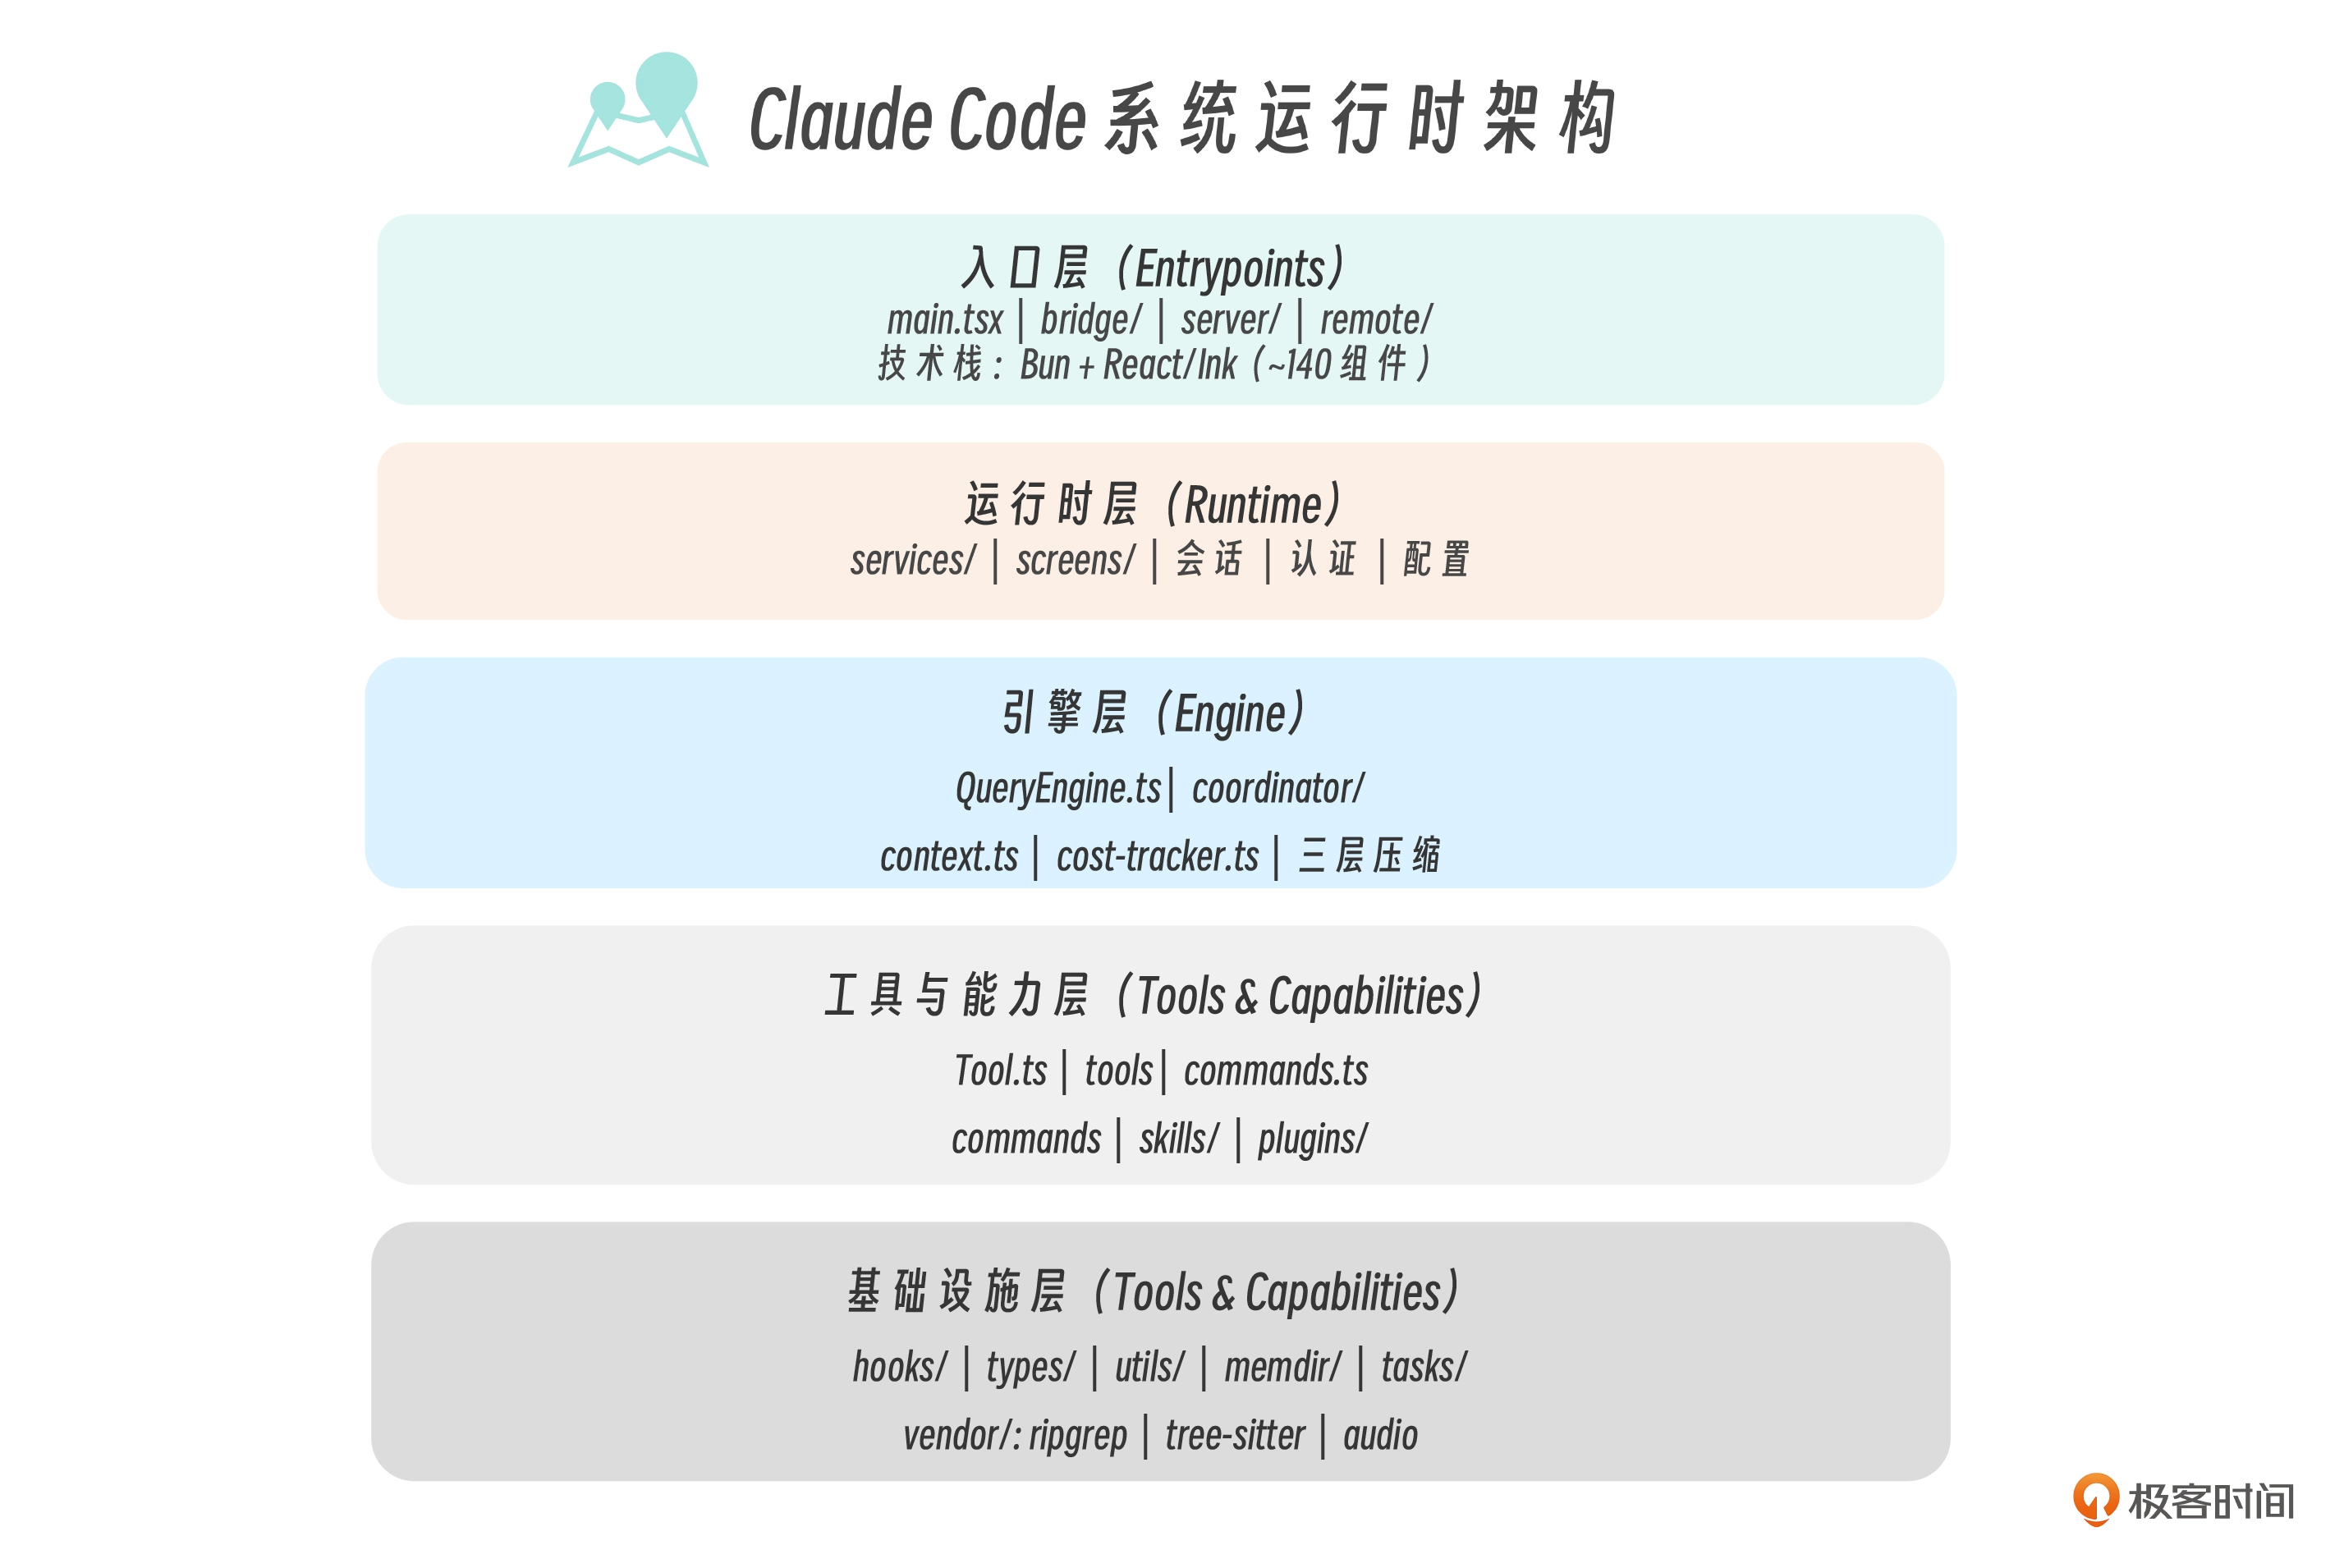 Claude Code 系统运行时架构
入口层（Entrypoints）
main.tsx | bridge/ | server/ | remote/
技术栈：Bun + React/Ink（~140 组件）
运行时层（Runtime）
services/ | screens/ | 会话 | 认证 | 配置
引擎层（Engine）
QueryEngine.ts | coordinator/
context.ts | cost-tracker.ts | 三层压缩
工具与能力层（Tools & Capabilities）
Tool.ts | tools | commands.ts
commands | skills/ | plugins/
基础设施层（Tools & Capabilities）
hooks/ | types/ | utils/ | memdir/ | tasks/
vendor/: ripgrep | tree-sitter | audio
极客时间